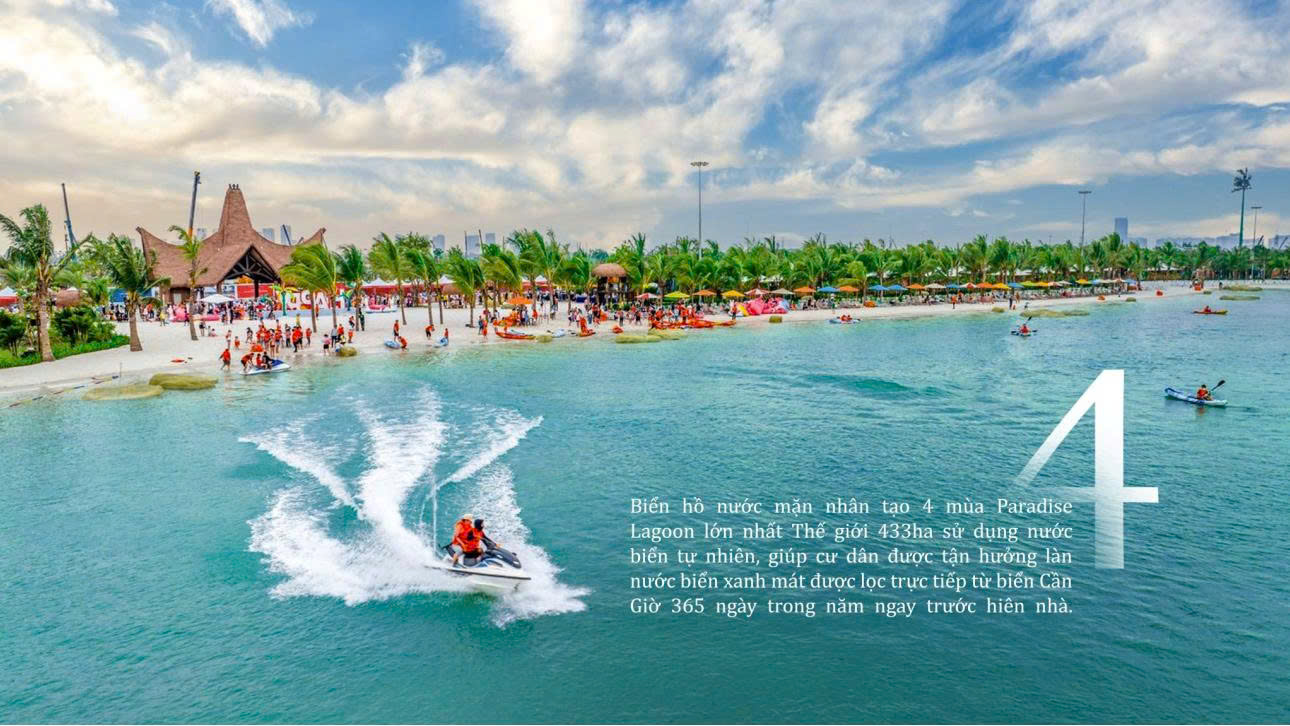 4
Biển hồ nước mặn nhân tạo 4 mùa Paradise
Lagoon lớn nhất Thế giới 433ha sử dụng nước
biển tự nhiên, giúp cư dân được tận hưởng làn
nước biển xanh mát được lọc trực tiếp từ biển Cần
Giờ 365 ngày trong năm ngay trước hiên nhà.